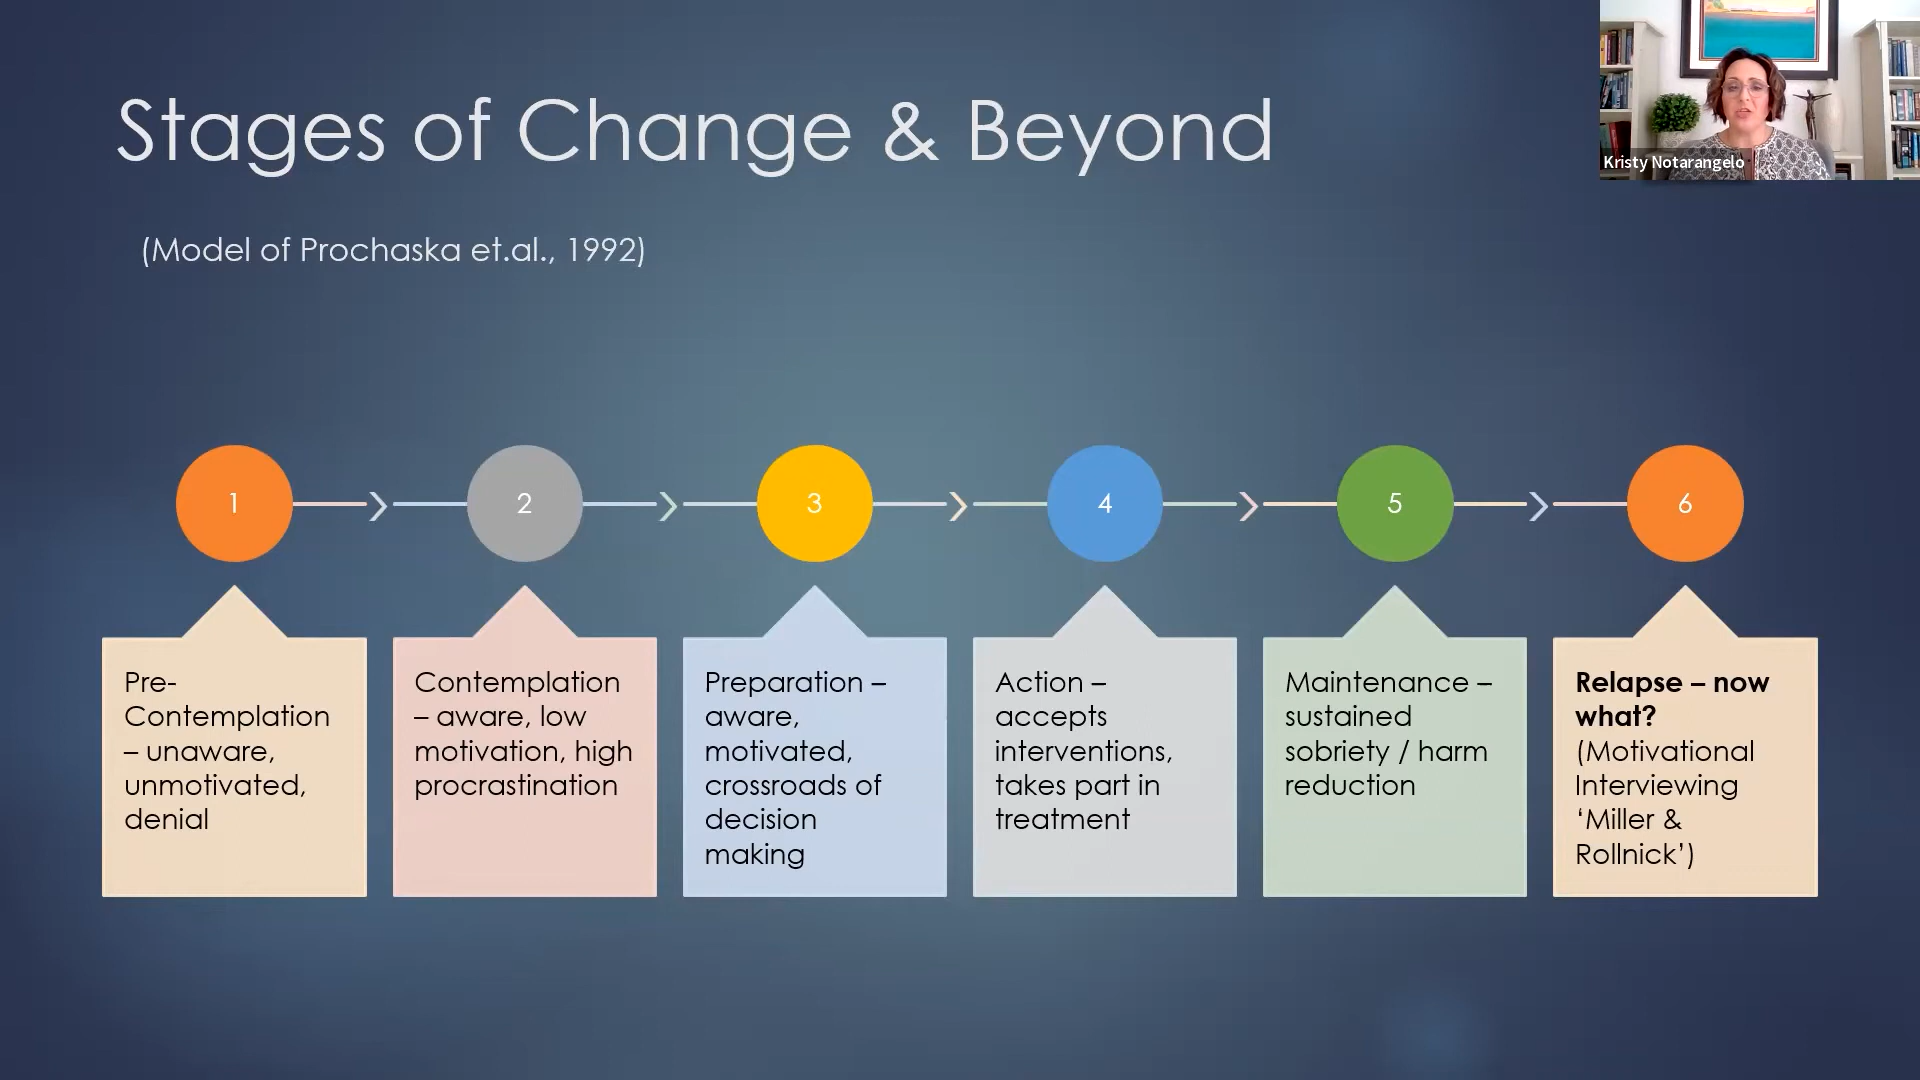 Stages of Change & Beyond
Kristy Notarangelo
(Model of Prochaska et.al., 1992)
1
2
3
4
5
6
Pre-
Contemplation
– unaware,
unmotivated,
denial
Contemplation
– aware, low
motivation, high
procrastination
Preparation –
aware,
motivated,
crossroads of
decision
making
Action –
accepts
interventions,
takes part in
treatment
Maintenance –
sustained
sobriety / harm
reduction
Relapse – now
what?
(Motivational
Interviewing
‘Miller &
Rollnick’)